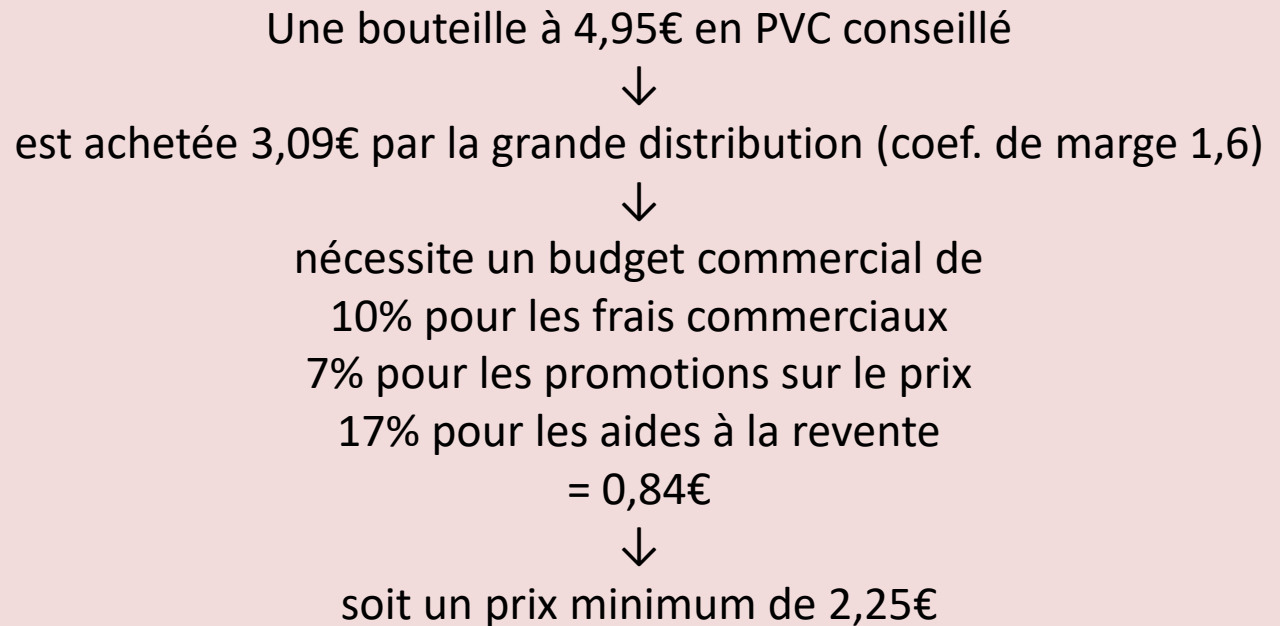 Une bouteille à 4,95€ en PVC conseillé
↓
est achetée 3,09€ par la grande distribution (coef. de marge 1,6)
↓
nécessite un budget commercial de
10% pour les frais commerciaux
7% pour les promotions sur le prix
17% pour les aides à la revente
= 0,84€
↓
soit un prix minimum de 2,25€